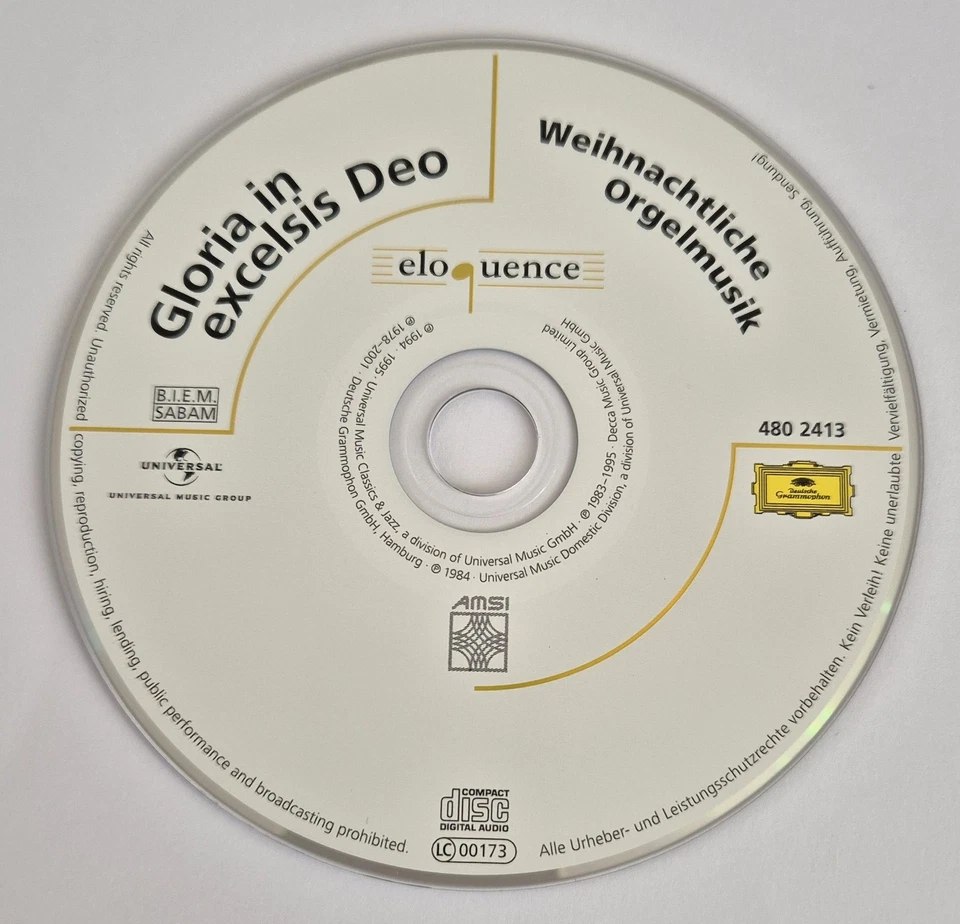 Gloria in
excelsis Deo
Weihnachtliche
Orgelmusik
eloquence
B.I.E.M.
SABAM
UNIVERSAL
UNIVERSAL MUSIC GROUP
480 2413
Deutsche
Grammophon
℗ 1994 · 1995 · Universal Music Classics & Jazz, a division of Universal Music GmbH · ℗ 1983–1995 · Decca Music Group Limited
℗ 1978–2001 · Deutsche Grammophon GmbH, Hamburg · ℗ 1984 · Universal Music Domestic Division, a division of Universal Music GmbH
AMSI
COMPACT
disc
DIGITAL AUDIO
LC 00173
All rights reserved. Unauthorized copying, reproduction, hiring, lending, public performance and broadcasting prohibited.
Alle Urheber- und Leistungsschutzrechte vorbehalten. Kein Verleih! Keine unerlaubte Vervielfältigung, Vermietung, Aufführung, Sendung!